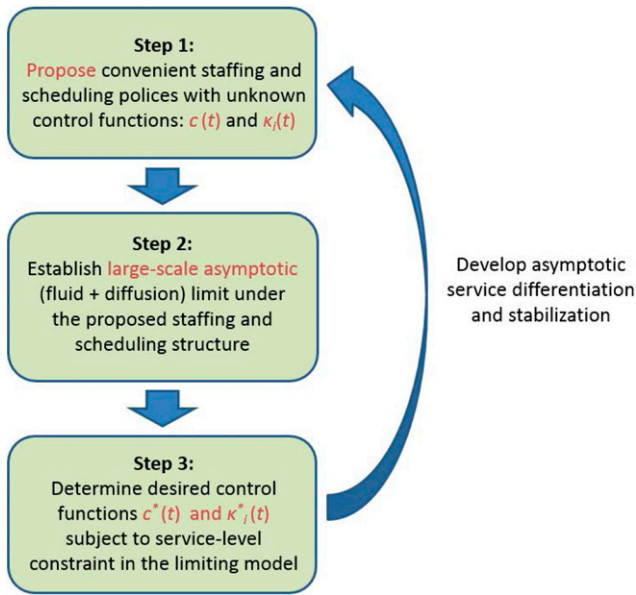 Step 1:
Propose convenient staffing and
scheduling polices with unknown
control functions: c (t) and κᵢ(t)
Step 2:
Establish large-scale asymptotic
(fluid + diffusion) limit under
the proposed staffing and
scheduling structure
Step 3:
Determine desired control
functions c*(t) and κ*ᵢ(t)
subject to service-level
constraint in the limiting model
Develop asymptotic
service differentiation
and stabilization